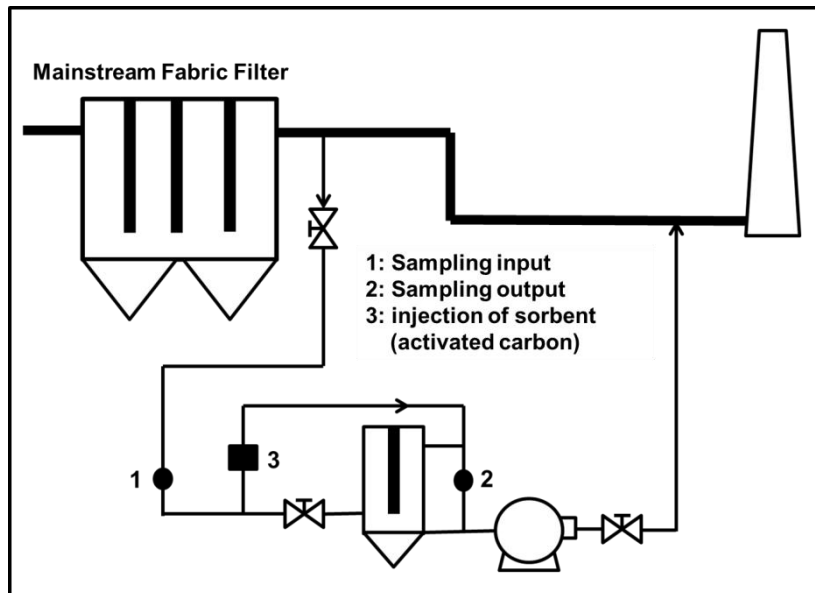 Mainstream Fabric Filter
1: Sampling input
2: Sampling output
3: injection of sorbent
(activated carbon)
1
3
2